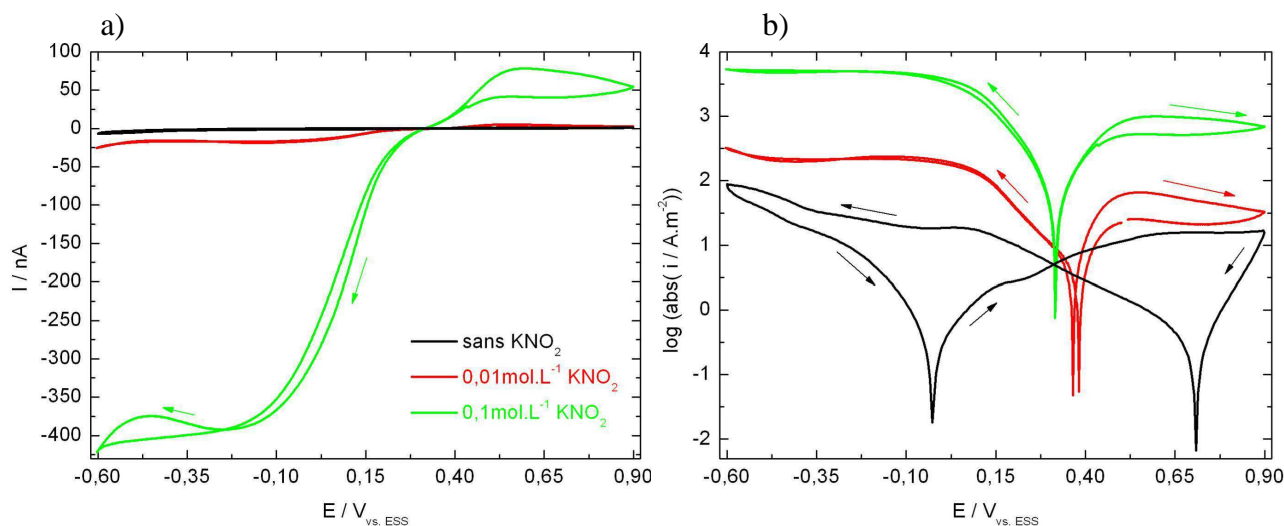 a)
100
50
0
-50
-100
-150
-200
-250
-300
-350
-400
I / nA
sans KNO₂
0,01mol.L⁻¹ KNO₂
0,1mol.L⁻¹ KNO₂
-0,60 -0,35 -0,10 0,15 0,40 0,65 0,90
E / V vs. ESS
b)
4
3
2
1
0
-1
-2
log (abs( i / A.m⁻²))
-0,60 -0,35 -0,10 0,15 0,40 0,65 0,90
E / V vs. ESS